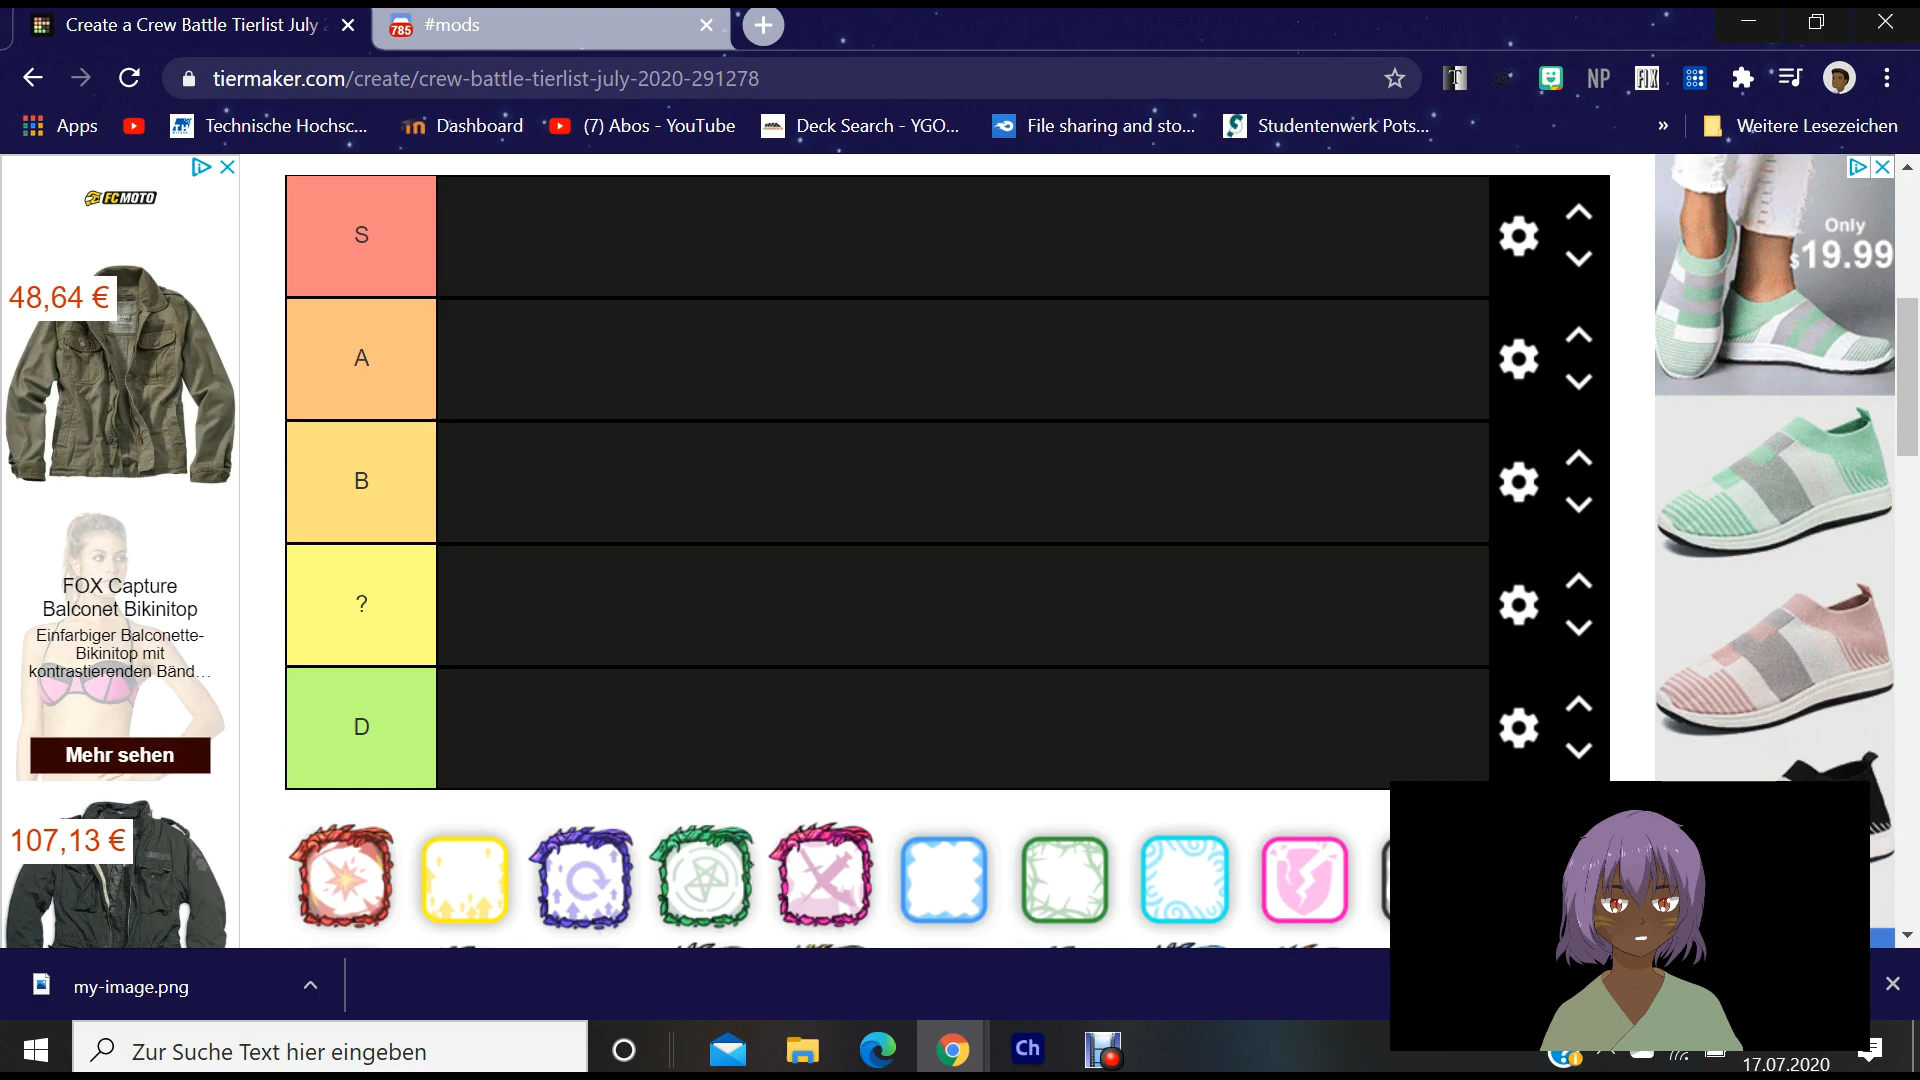 Create a Crew Battle Tierlist July
785 #mods
tiermaker.com/create/crew-battle-tierlist-july-2020-291278
NP
Apps
Technische Hochsc...
Dashboard
(7) Abos - YouTube
Deck Search - YGO...
File sharing and sto...
Studentenwerk Pots...
»
Weitere Lesezeichen
FCMOTO
48,64 €
FOX Capture
Balconet Bikinitop
Einfarbiger Balconette-
Bikinitop mit
kontrastierenden Bänd...
Mehr sehen
107,13 €
S
A
B
?
D
Only
$19.99
my-image.png
Zur Suche Text hier eingeben
Ch
17.07.2020